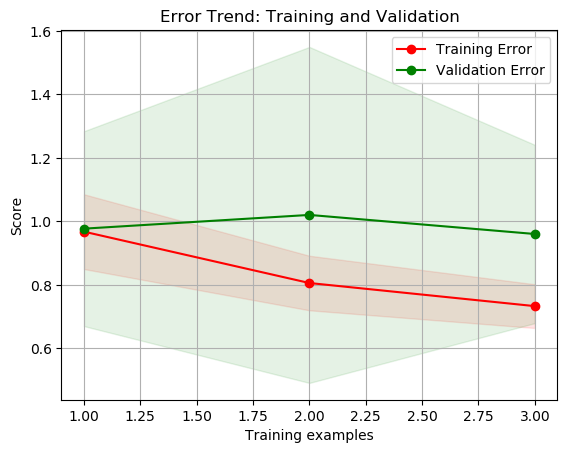 Error Trend: Training and Validation
Training Error
Validation Error
Score
1.6
1.4
1.2
1.0
0.8
0.6
1.00 1.25 1.50 1.75 2.00 2.25 2.50 2.75 3.00
Training examples